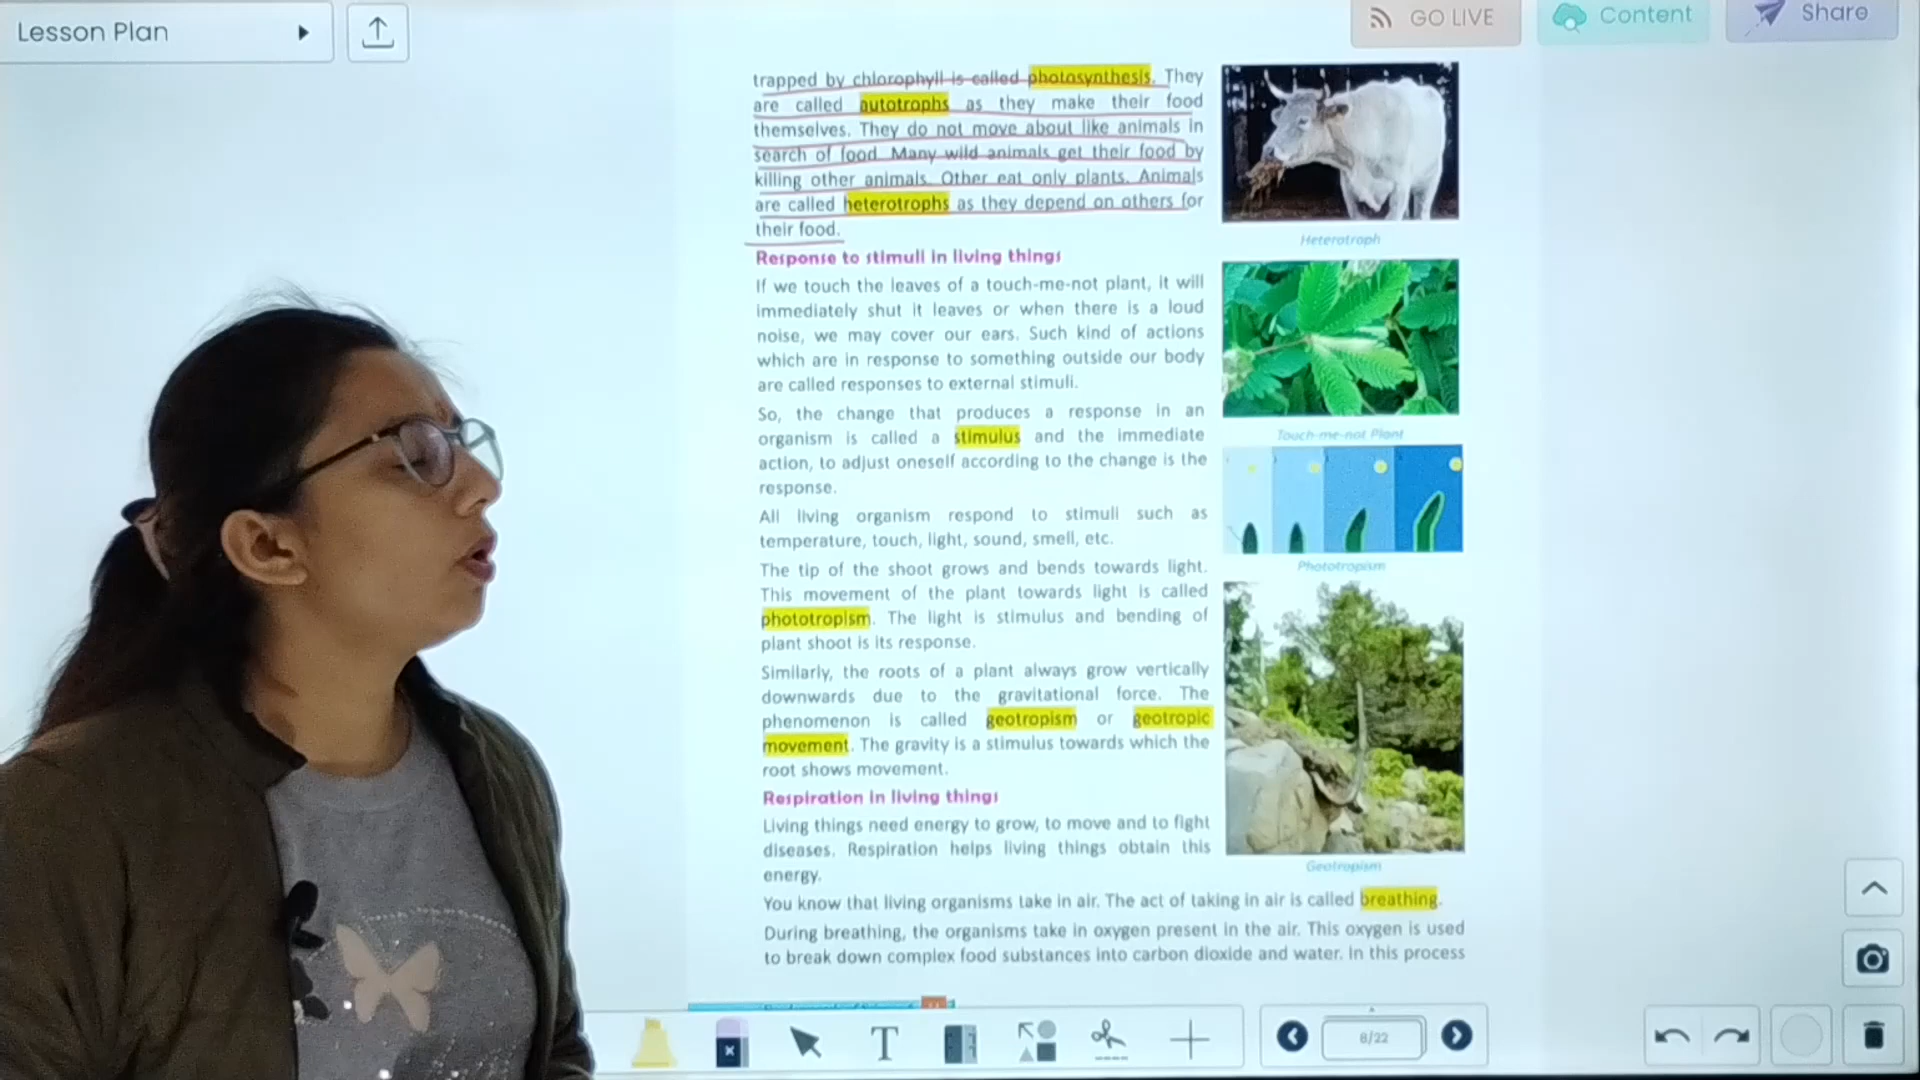 Lesson Plan
GO LIVE
Content
Share
trapped by chlorophyll is called photosynthesis. They
are called autotrophs as they make their food
themselves. They do not move about like animals in
search of food. Many wild animals get their food by
killing other animals. Other eat only plants. Animals
are called heterotrophs as they depend on others for
their food.
Heterotroph
Response to stimuli in living things
If we touch the leaves of a touch-me-not plant, it will
immediately shut it leaves or when there is a loud
noise, we may cover our ears. Such kind of actions
which are in response to something outside our body
are called responses to external stimuli.
So, the change that produces a response in an
organism is called a stimulus and the immediate
action, to adjust oneself according to the change is the
response.
Touch-me-not Plant
All living organism respond to stimuli such as
temperature, touch, light, sound, smell, etc.
The tip of the shoot grows and bends towards light.
This movement of the plant towards light is called
phototropism. The light is stimulus and bending of
plant shoot is its response.
Phototropism
Similarly, the roots of a plant always grow vertically
downwards due to the gravitational force. The
phenomenon is called geotropism or geotropic
movement. The gravity is a stimulus towards which the
root shows movement.
Respiration in living things
Living things need energy to grow, to move and to fight
diseases. Respiration helps living things obtain this
energy.
Geotropism
You know that living organisms take in air. The act of taking in air is called breathing.
During breathing, the organisms take in oxygen present in the air. This oxygen is used
to break down complex food substances into carbon dioxide and water. In this process
T
8/22